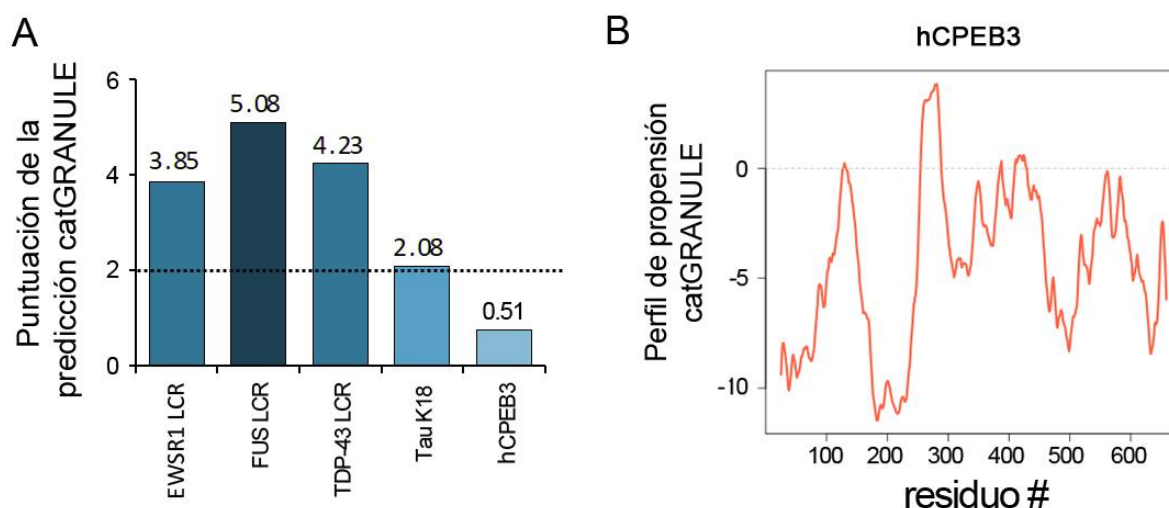 A
Puntuación de la
predicción catGRANULE
6
4
2
0
3.85
5.08
4.23
2.08
0.51
EWSR1 LCR
FUS LCR
TDP-43 LCR
Tau K18
hCPEB3
B
hCPEB3
Perfil de propensión
catGRANULE
0
-5
-10
100 200 300 400 500 600
residuo #